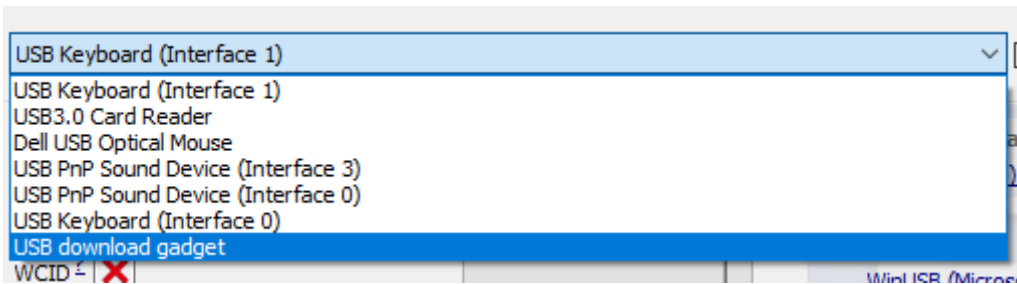 USB Keyboard (Interface 1)
USB Keyboard (Interface 1)
USB3.0 Card Reader
Dell USB Optical Mouse
USB PnP Sound Device (Interface 3)
USB PnP Sound Device (Interface 0)
USB Keyboard (Interface 0)
USB download gadget
WCID ?
WinUSB (Micros